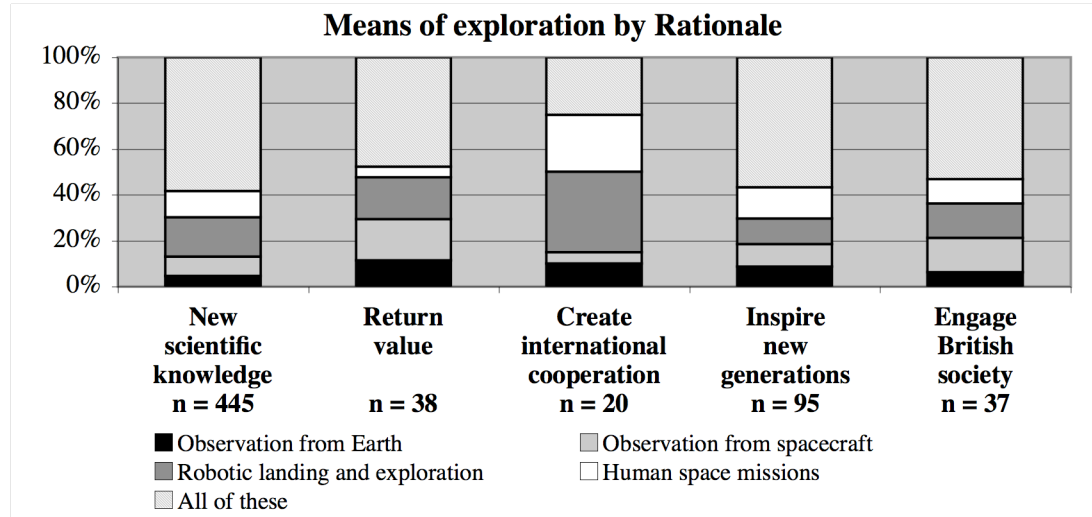 Means of exploration by Rationale
100%
80%
60%
40%
20%
0%
New
scientific
knowledge
n = 445
Return
value
n = 38
Create
international
cooperation
n = 20
Inspire
new
generations
n = 95
Engage
British
society
n = 37
Observation from Earth
Observation from spacecraft
Robotic landing and exploration
Human space missions
All of these